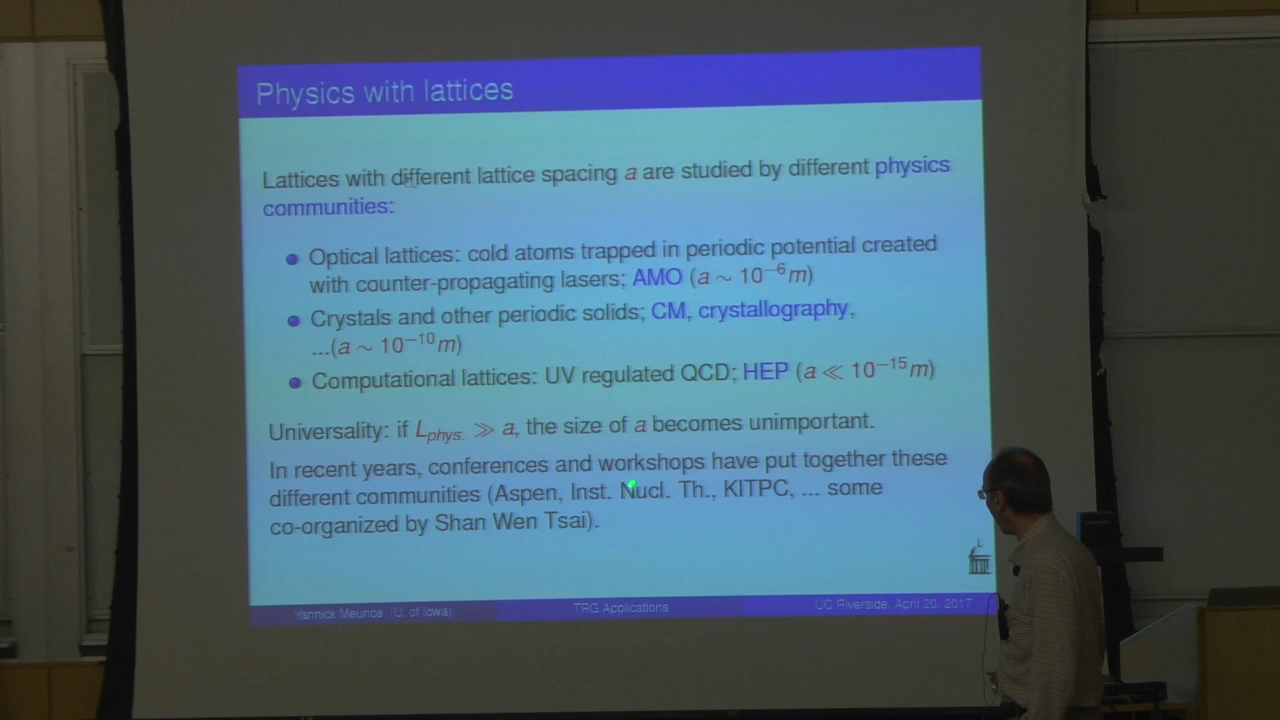 Physics with lattices
Lattices with different lattice spacing a are studied by different physics
communities:
Optical lattices: cold atoms trapped in periodic potential created
with counter-propagating lasers; AMO (a ∼ 10⁻⁶m)
Crystals and other periodic solids; CM, crystallography,
...(a ∼ 10⁻¹⁰m)
Computational lattices: UV regulated QCD; HEP (a ≪ 10⁻¹⁵m)
Universality: if Lphys. ≫ a, the size of a becomes unimportant.
In recent years, conferences and workshops have put together these
different communities (Aspen, Inst. Nucl. Th., KITPC, ... some
co-organized by Shan Wen Tsai).
Yannick Meurice (U. of Iowa) TRG Applications UC Riverside, April 20, 2017